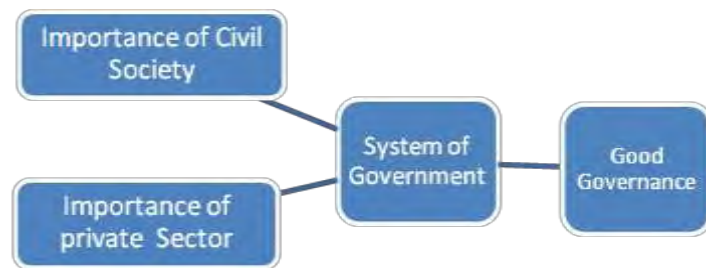 Importance of Civil
Society
System of
Government
Good
Governance
Importance of
private Sector